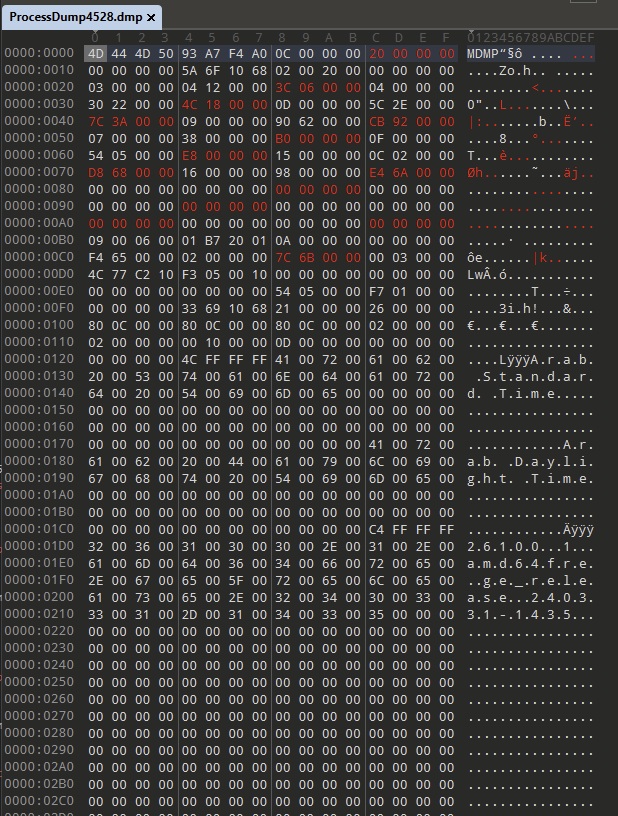 ProcessDump4528.dmp ×
0 1 2 3 4 5 6 7 8 9 A B C D E F 0123456789ABCDEF
0000:0000 4D 44 4D 50 93 A7 F4 A0 0C 00 00 00 20 00 00 00 MDMP“§ô .... ...
0000:0010 00 00 00 00 5A 6F 10 68 02 00 20 00 00 00 00 00 ....Zo.h.. .....
0000:0020 03 00 00 00 04 12 00 00 3C 06 00 00 04 00 00 00 ........<.......
0000:0030 30 22 00 00 4C 18 00 00 0D 00 00 00 5C 2E 00 00 0"..L.......\...
0000:0040 7C 3A 00 00 09 00 00 00 90 62 00 00 CB 92 00 00 |:.......b..Ë’..
0000:0050 07 00 00 00 38 00 00 00 B0 00 00 00 0F 00 00 00 ....8...°.......
0000:0060 54 05 00 00 E8 00 00 00 15 00 00 00 0C 02 00 00 T...è...........
0000:0070 D8 68 00 00 16 00 00 00 98 00 00 00 E4 6A 00 00 Øh......˜...äj..
0000:0080 00 00 00 00 00 00 00 00 00 00 00 00 00 00 00 00 ................
0000:0090 00 00 00 00 00 00 00 00 00 00 00 00 00 00 00 00 ................
0000:00A0 00 00 00 00 00 00 00 00 00 00 00 00 00 00 00 00 ................
0000:00B0 09 00 06 00 01 B7 20 01 0A 00 00 00 00 00 00 00 .....· .........
0000:00C0 F4 65 00 00 02 00 00 00 7C 6B 00 00 00 03 00 00 ôe......|k......
0000:00D0 4C 77 C2 10 F3 05 00 10 00 00 00 00 00 00 00 00 LwÂ.ó...........
0000:00E0 00 00 00 00 00 00 00 00 54 05 00 00 F7 01 00 00 ........T...÷...
0000:00F0 00 00 00 00 33 69 10 68 21 00 00 00 26 00 00 00 ....3i.h!...&...
0000:0100 80 0C 00 00 80 0C 00 00 80 0C 00 00 02 00 00 00 €...€...€.......
0000:0110 02 00 00 00 00 10 00 00 0D 00 00 00 00 00 00 00 ................
0000:0120 00 00 00 00 4C FF FF FF 41 00 72 00 61 00 62 00 ....LÿÿÿA.r.a.b.
0000:0130 20 00 53 00 74 00 61 00 6E 00 64 00 61 00 72 00 .S.t.a.n.d.a.r.
0000:0140 64 00 20 00 54 00 69 00 6D 00 65 00 00 00 00 00 d. .T.i.m.e.....
0000:0150 00 00 00 00 00 00 00 00 00 00 00 00 00 00 00 00 ................
0000:0160 00 00 00 00 00 00 00 00 00 00 00 00 00 00 00 00 ................
0000:0170 00 00 00 00 00 00 00 00 00 00 00 00 41 00 72 00 ............A.r.
0000:0180 61 00 62 00 20 00 44 00 61 00 79 00 6C 00 69 00 a.b. .D.a.y.l.i.
0000:0190 67 00 68 00 74 00 20 00 54 00 69 00 6D 00 65 00 g.h.t. .T.i.m.e.
0000:01A0 00 00 00 00 00 00 00 00 00 00 00 00 00 00 00 00 ................
0000:01B0 00 00 00 00 00 00 00 00 00 00 00 00 00 00 00 00 ................
0000:01C0 00 00 00 00 00 00 00 00 00 00 00 00 C4 FF FF FF ............Äÿÿÿ
0000:01D0 32 00 36 00 31 00 30 00 30 00 2E 00 31 00 2E 00 2.6.1.0.0...1...
0000:01E0 61 00 6D 00 64 00 36 00 34 00 66 00 72 00 65 00 a.m.d.6.4.f.r.e.
0000:01F0 2E 00 67 00 65 00 5F 00 72 00 65 00 6C 00 65 00 ..g.e._.r.e.l.e.
0000:0200 61 00 73 00 65 00 2E 00 32 00 34 00 30 00 33 00 a.s.e...2.4.0.3.
0000:0210 33 00 31 00 2D 00 31 00 34 00 33 00 35 00 00 00 3.1.-.1.4.3.5...
0000:0220 00 00 00 00 00 00 00 00 00 00 00 00 00 00 00 00 ................
0000:0230 00 00 00 00 00 00 00 00 00 00 00 00 00 00 00 00 ................
0000:0240 00 00 00 00 00 00 00 00 00 00 00 00 00 00 00 00 ................
0000:0250 00 00 00 00 00 00 00 00 00 00 00 00 00 00 00 00 ................
0000:0260 00 00 00 00 00 00 00 00 00 00 00 00 00 00 00 00 ................
0000:0270 00 00 00 00 00 00 00 00 00 00 00 00 00 00 00 00 ................
0000:0280 00 00 00 00 00 00 00 00 00 00 00 00 00 00 00 00 ................
0000:0290 00 00 00 00 00 00 00 00 00 00 00 00 00 00 00 00 ................
0000:02A0 00 00 00 00 00 00 00 00 00 00 00 00 00 00 00 00 ................
0000:02B0 00 00 00 00 00 00 00 00 00 00 00 00 00 00 00 00 ................
0000:02C0 00 00 00 00 00 00 00 00 00 00 00 00 00 00 00 00 ................